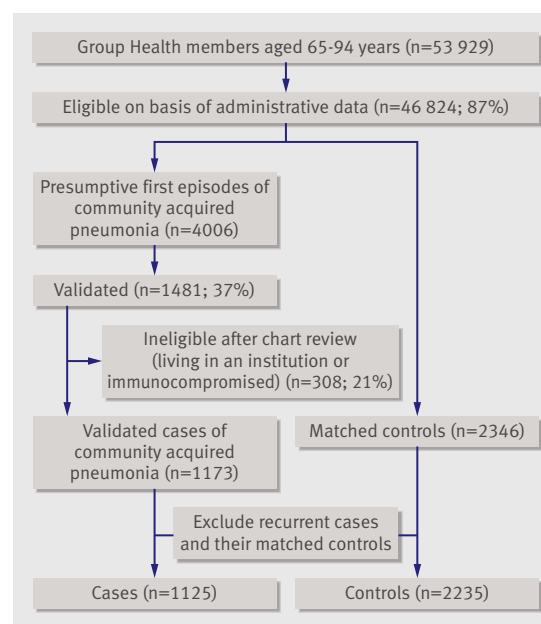 Group Health members aged 65-94 years (n=53 929)
Eligible on basis of administrative data (n=46 824; 87%)
Presumptive first episodes of
community acquired
pneumonia (n=4006)
Validated (n=1481; 37%)
Ineligible after chart review
(living in an institution or
immunocompromised) (n=308; 21%)
Validated cases of
community acquired
pneumonia (n=1173)
Matched controls (n=2346)
Exclude recurrent cases
and their matched controls
Cases (n=1125)
Controls (n=2235)